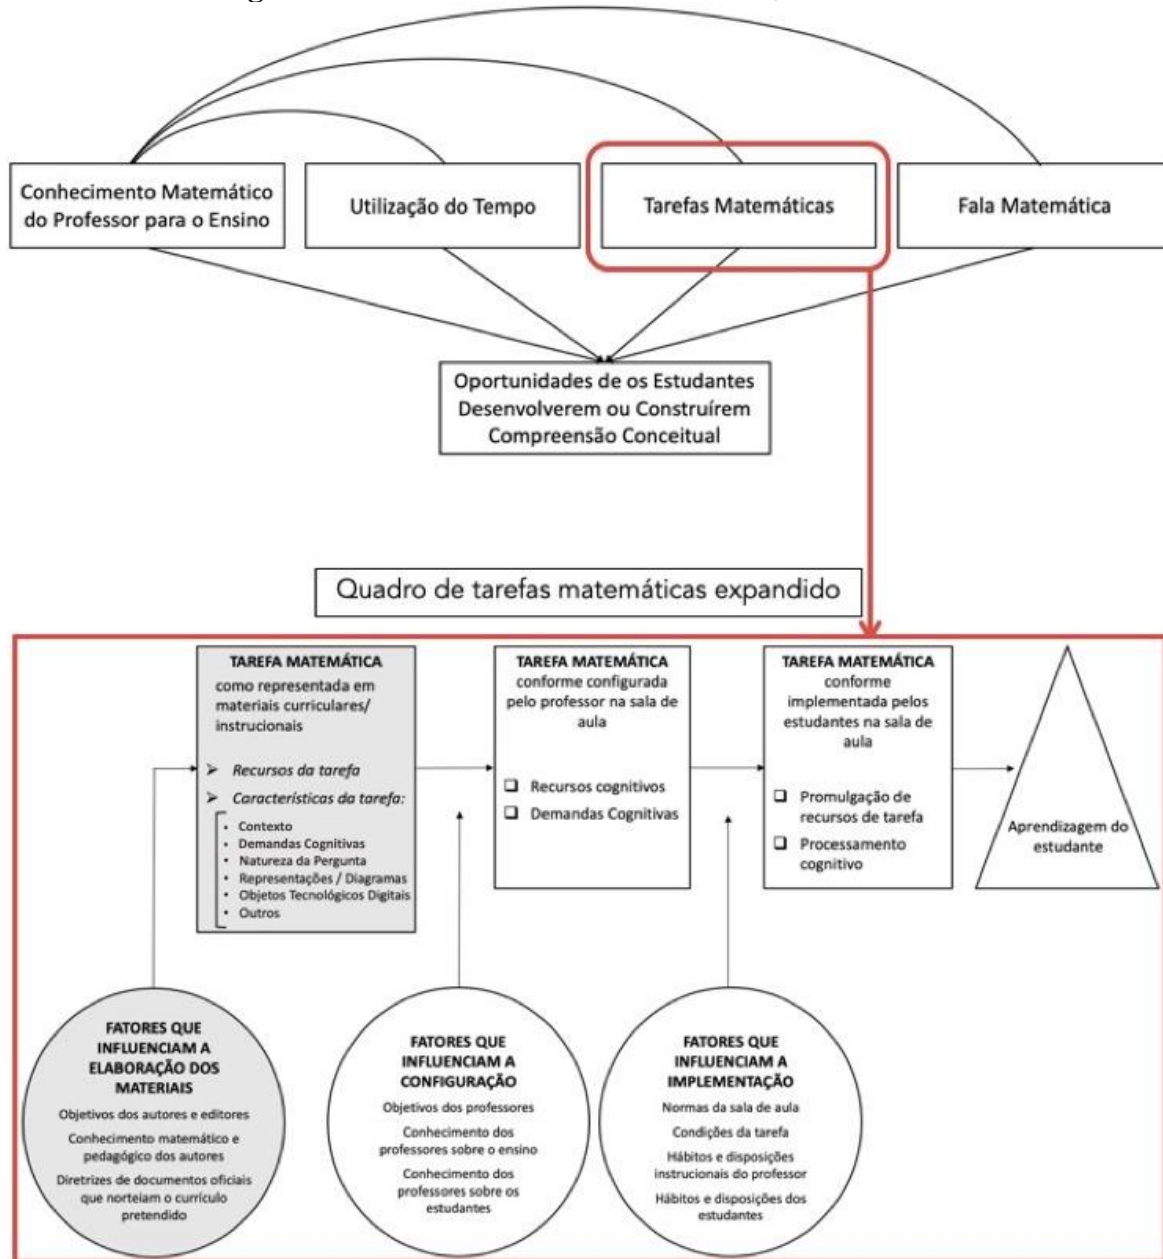 Conhecimento Matemático
do Professor para o Ensino
Utilização do Tempo
Tarefas Matemáticas
Fala Matemática
Oportunidades de os Estudantes
Desenvolverem ou Construírem
Compreensão Conceitual
Quadro de tarefas matemáticas expandido
TAREFA MATEMÁTICA
como representada em
materiais curriculares/
instrucionais
➢ Recursos da tarefa
➢ Características da tarefa:
• Contexto
• Demandas Cognitivas
• Natureza da Pergunta
• Representações / Diagramas
• Objetos Tecnológicos Digitais
• Outros
TAREFA MATEMÁTICA
conforme configurada
pelo professor na sala de
aula
❑ Recursos cognitivos
❑ Demandas Cognitivas
TAREFA MATEMÁTICA
conforme
implementada pelos
estudantes na sala de
aula
❑ Promulgação de
recursos de tarefa
❑ Processamento
cognitivo
Aprendizagem do
estudante
FATORES QUE
INFLUENCIAM A
ELABORAÇÃO DOS
MATERIAIS
Objetivos dos autores e editores
Conhecimento matemático e
pedagógico dos autores
Diretrizes de documentos oficiais
que norteiam o currículo
pretendido
FATORES QUE
INFLUENCIAM A
CONFIGURAÇÃO
Objetivos dos professores
Conhecimento dos
professores sobre o ensino
Conhecimento dos
professores sobre os
estudantes
FATORES QUE
INFLUENCIAM A
IMPLEMENTAÇÃO
Normas da sala de aula
Condições da tarefa
Hábitos e disposições
instrucionais do professor
Hábitos e disposições dos
estudantes